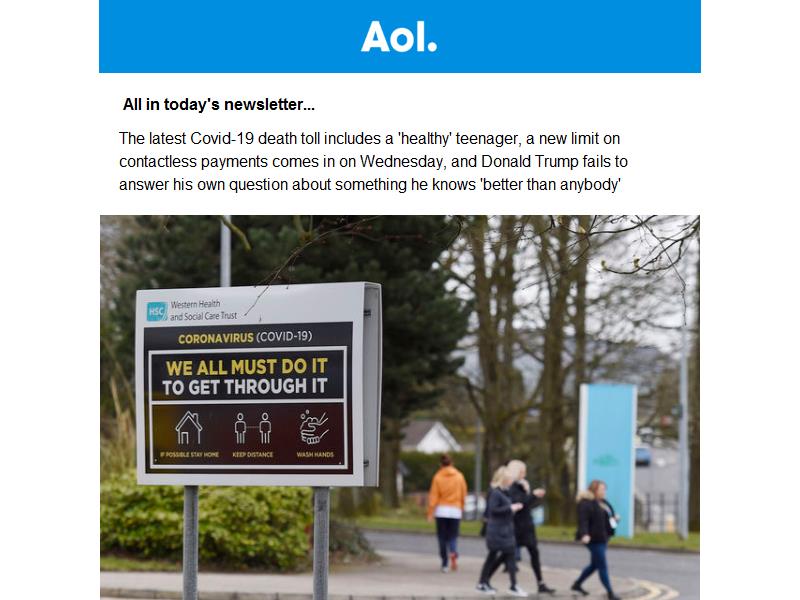 Aol.
All in today's newsletter...
The latest Covid-19 death toll includes a 'healthy' teenager, a new limit on
contactless payments comes in on Wednesday, and Donald Trump fails to
answer his own question about something he knows 'better than anybody'
HSC
Western Health
and Social Care Trust
CORONAVIRUS (COVID-19)
WE ALL MUST DO IT
TO GET THROUGH IT
IF POSSIBLE STAY HOME KEEP DISTANCE WASH HANDS